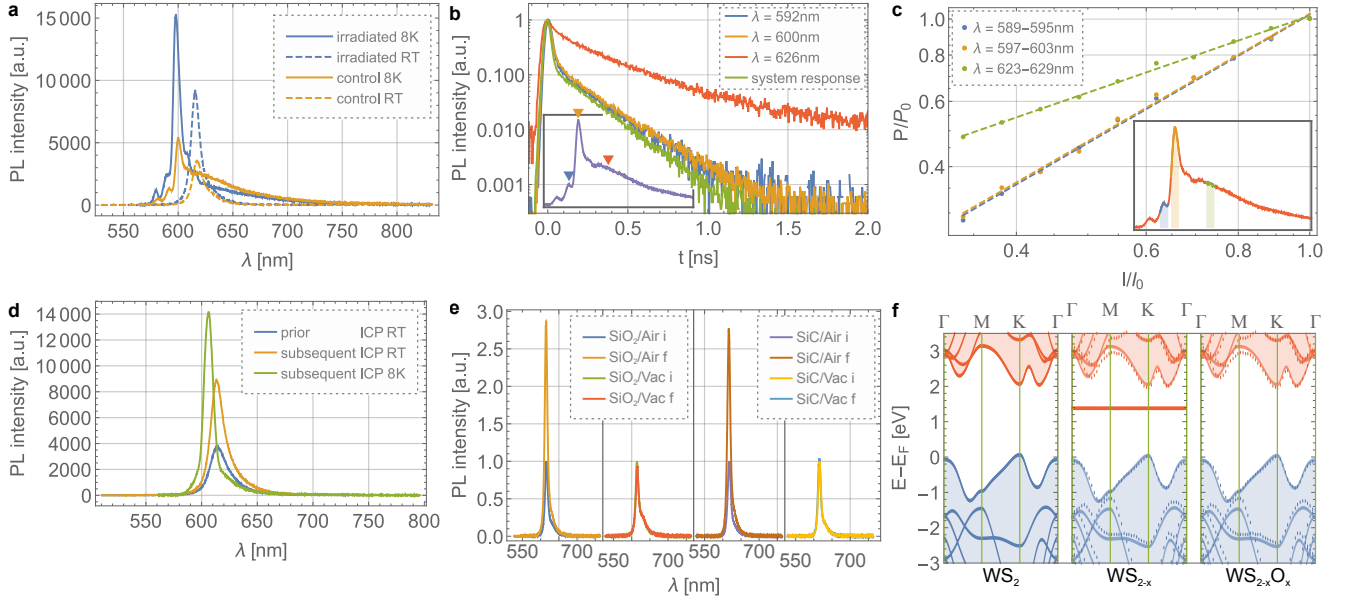 a
PL intensity [a.u.]
15 000
10 000
5000
0
550
600
650
700
750
800
λ [nm]
irradiated 8K
irradiated RT
control 8K
control RT
b
PL intensity [a.u.]
1
0.100
0.010
0.001
0.0
0.5
1.0
1.5
2.0
t [ns]
λ = 592nm
λ = 600nm
λ = 626nm
system response
c
P/P0
1.0
0.8
0.6
0.4
0.4
0.6
0.8
1.0
I/I0
λ = 589–595nm
λ = 597–603nm
λ = 623–629nm
d
PL intensity [a.u.]
14 000
12 000
10 000
8000
6000
4000
2000
0
550
600
650
700
750
800
λ [nm]
prior ICP RT
subsequent ICP RT
subsequent ICP 8K
e
PL intensity [a.u.]
3.0
2.5
2.0
1.5
1.0
0.5
0.0
550 700 550 700 550 700 550 700
λ [nm]
SiO2/Air i
SiO2/Air f
SiO2/Vac i
SiO2/Vac f
SiC/Air i
SiC/Air f
SiC/Vac i
SiC/Vac f
f
Γ M K Γ M K Γ M K Γ
E–EF [eV]
3
2
1
0
−1
−2
−3
WS2
WS2-x
WS2-xOx